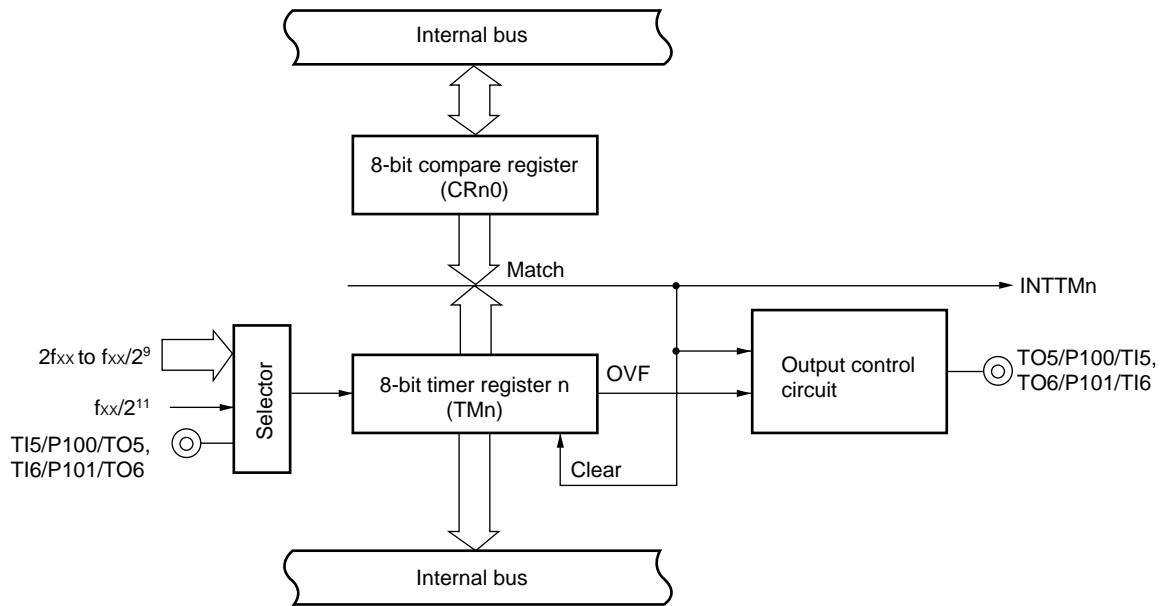 Internal bus
8-bit compare register
(CRn0)
Match
INTTMn
2fxx to fxx/2⁹
fxx/2¹¹
TI5/P100/TO5,
TI6/P101/TO6
Selector
8-bit timer register n
(TMn)
OVF
Clear
Output control
circuit
TO5/P100/TI5,
TO6/P101/TI6
Internal bus